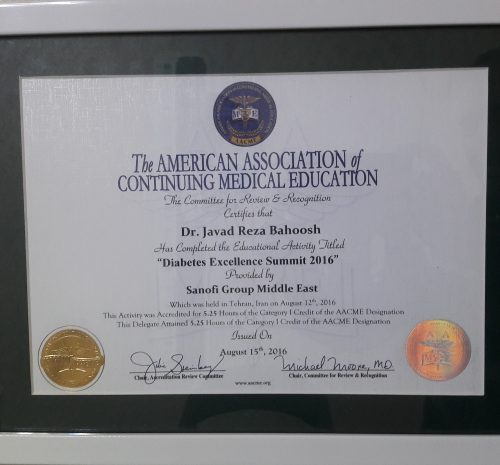 AACME
The AMERICAN ASSOCIATION of
CONTINUING MEDICAL EDUCATION
The Committee for Review & Recognition
Certifies that
Dr. Javad Reza Bahoosh
Has Completed the Educational Activity Titled
"Diabetes Excellence Summit 2016"
Provided by
Sanofi Group Middle East
Which was held in Tehran, Iran on August 12th, 2016
This Activity was Accredited for 5.25 Hours of the Category I Credit of the AACME Designation
This Delegate Attained 5.25 Hours of the Category I Credit of the AACME Designation
Issued On
August 15th, 2016
Michael Moore, MD.
Chair, Accreditation Review Committee
Chair, Committee for Review & Recognition
www.aacme.org